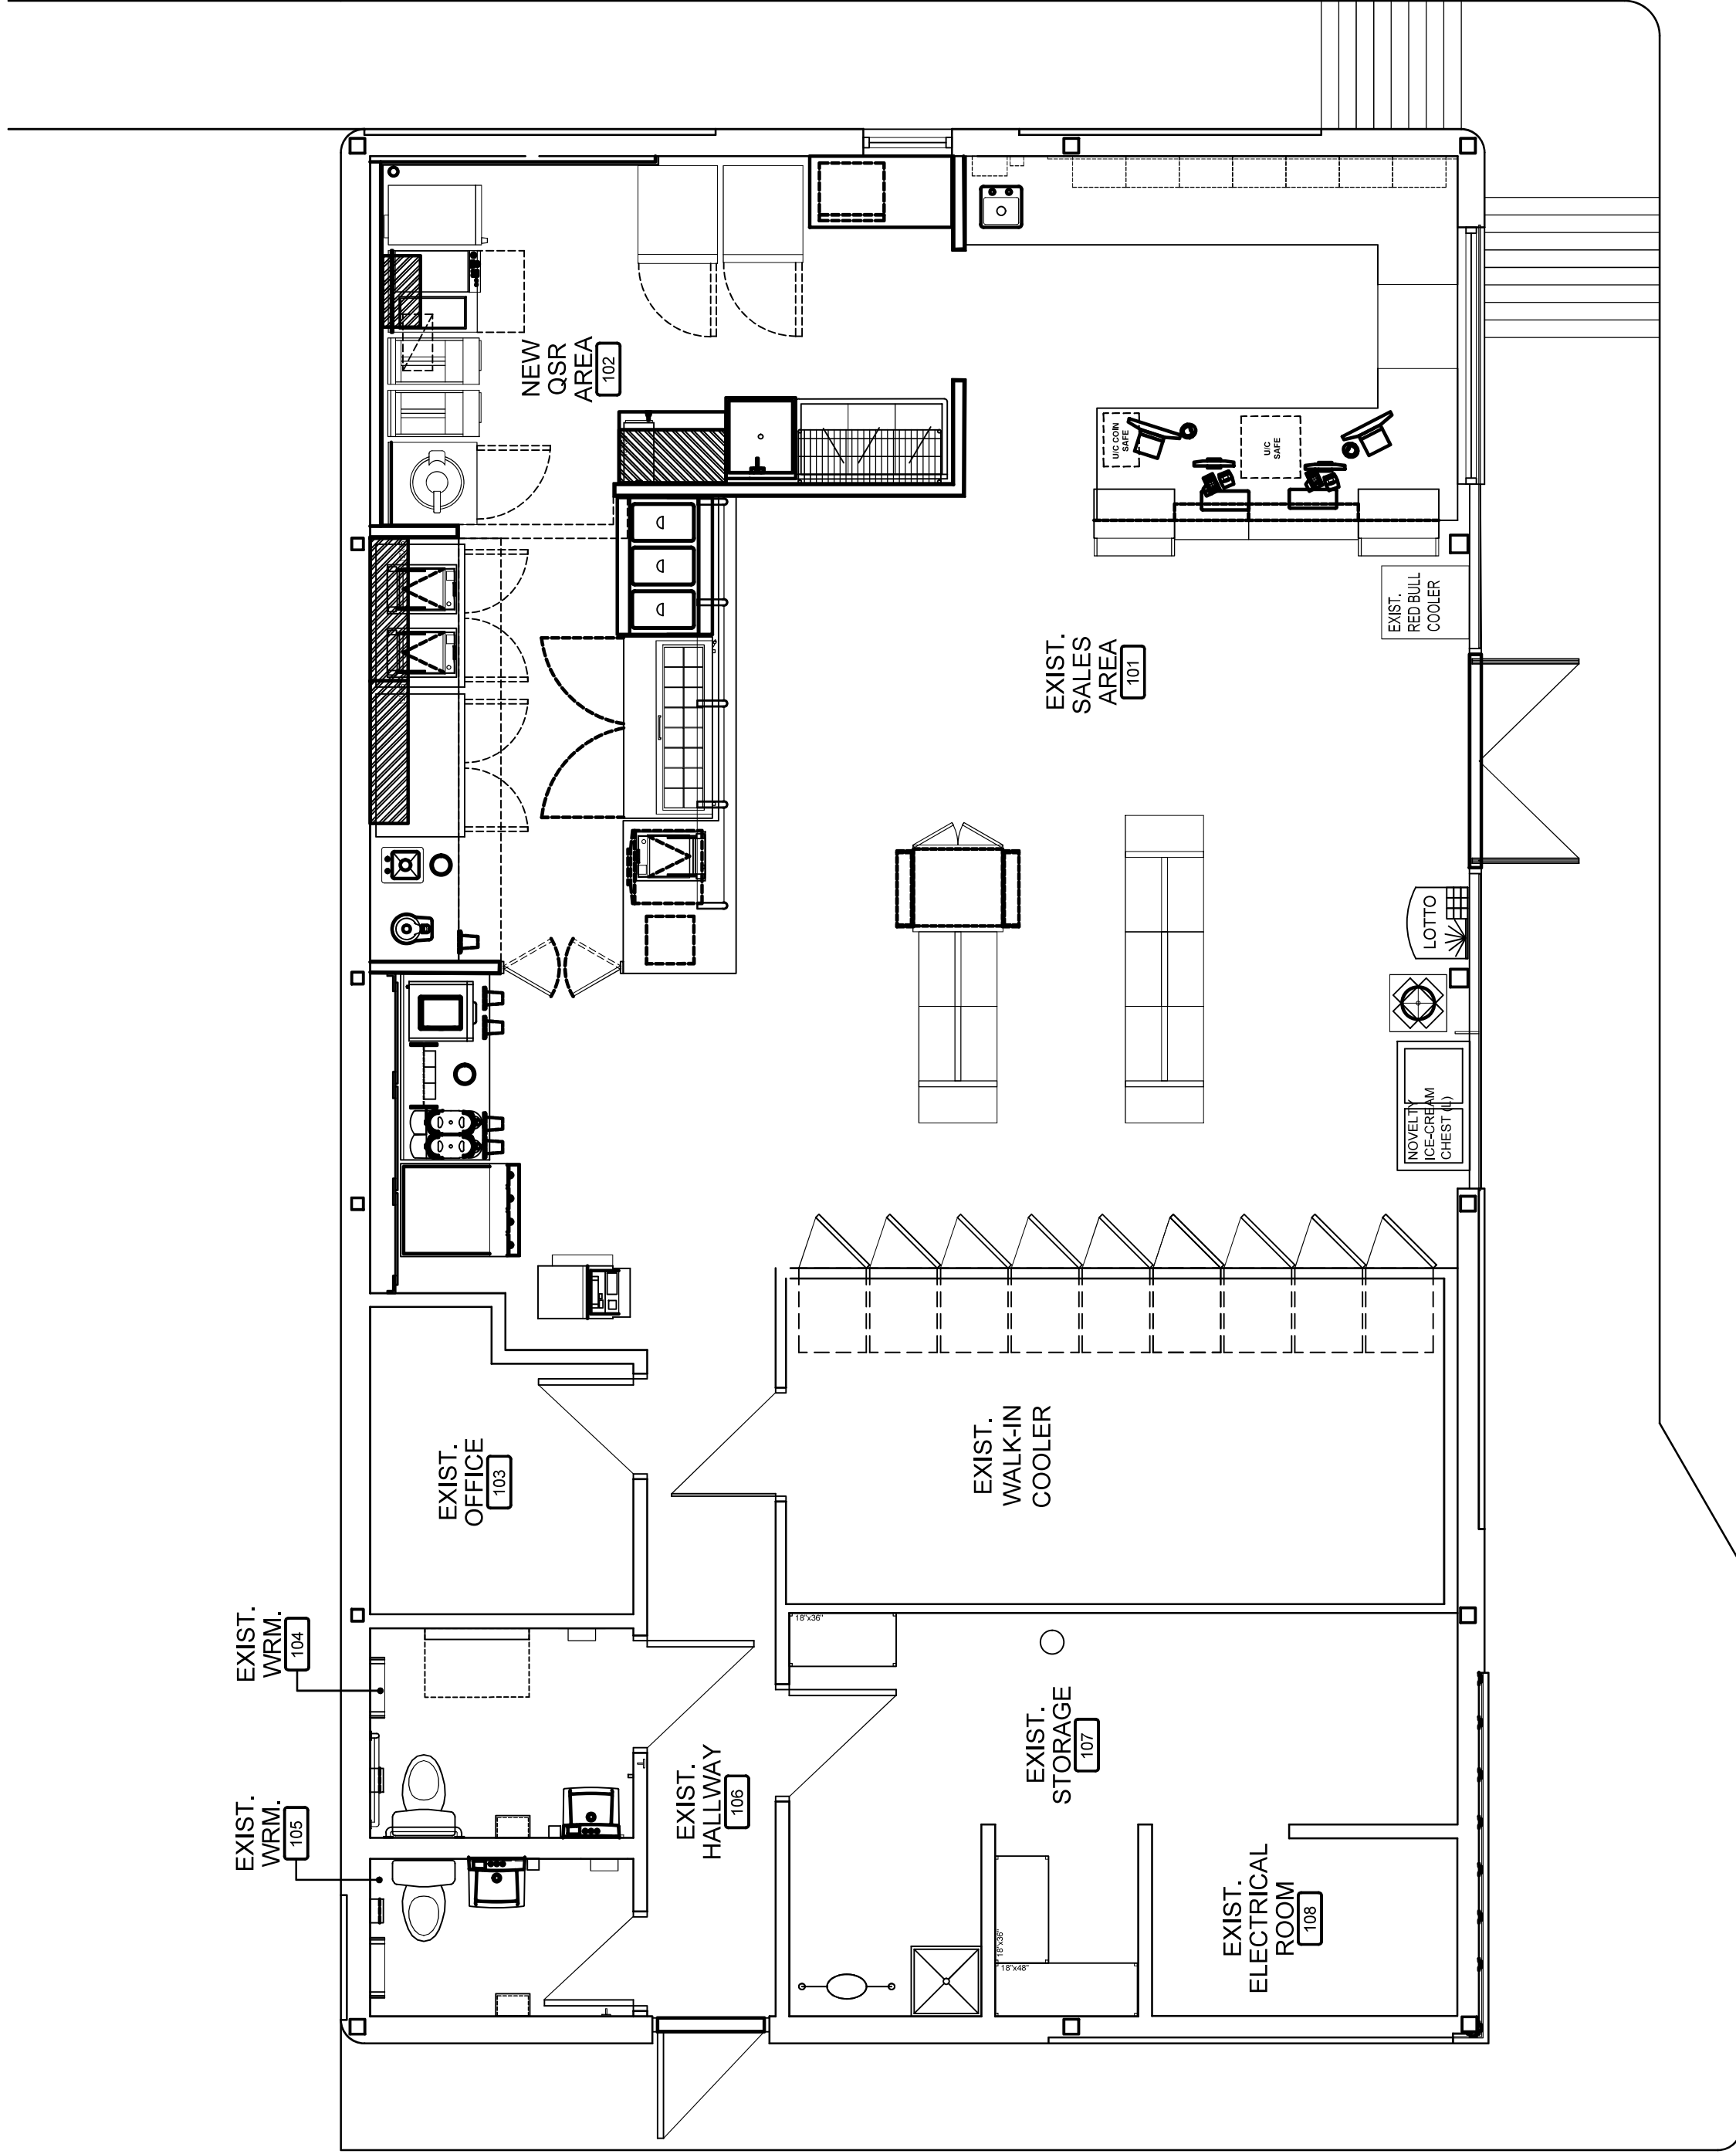 NEW
QSR
AREA
102
U/C COIN
SAFE
U/C
SAFE
EXIST.
RED BULL
COOLER
EXIST.
SALES
AREA
101
LOTTO
NOVELTY
ICE-CREAM
CHEST (L)
EXIST.
OFFICE
103
EXIST.
WALK-IN
COOLER
EXIST.
WRM.
104
EXIST.
WRM.
105
EXIST.
HALLWAY
106
18"x36"
EXIST.
STORAGE
107
18"x36"
18"x48"
EXIST.
ELECTRICAL
ROOM
108